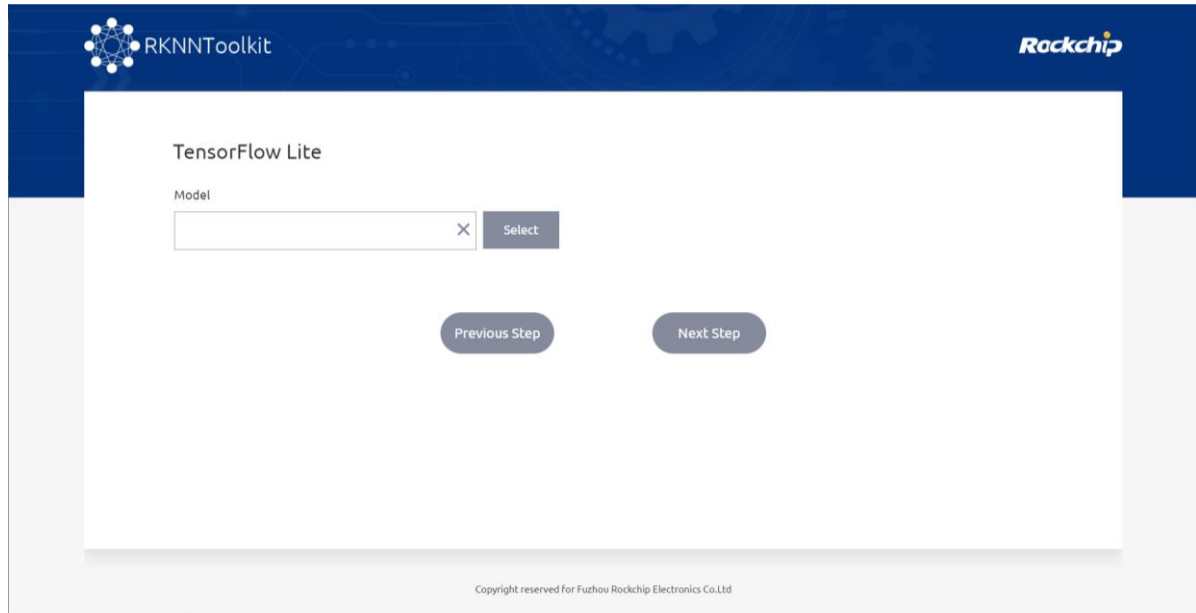 RKNNToolkit
Rockchip
TensorFlow Lite
Model
Select
Previous Step
Next Step
Copyright reserved for Fuzhou Rockchip Electronics Co.Ltd